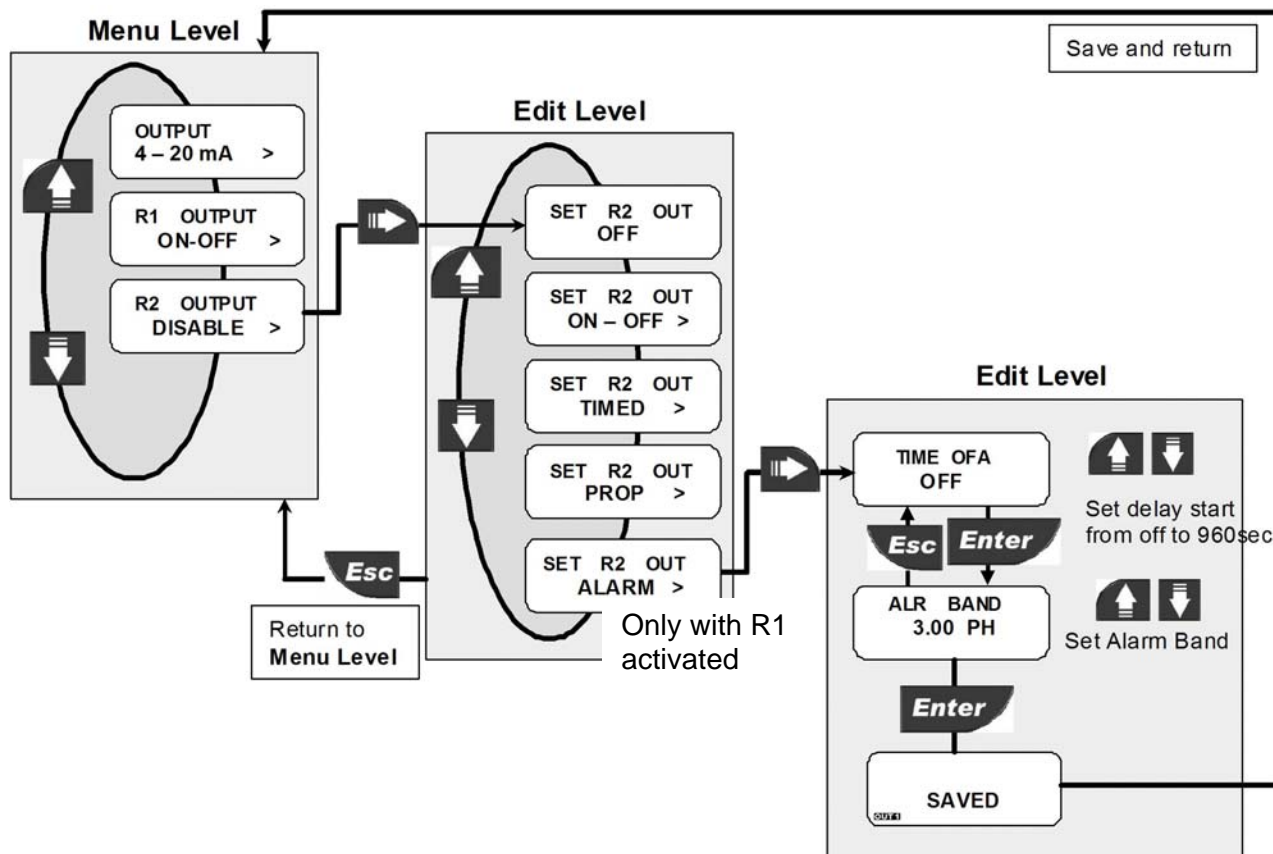 Menu Level
Save and return
OUTPUT
4 – 20 mA >
R1 OUTPUT
ON-OFF >
R2 OUTPUT
DISABLE >
Edit Level
SET R2 OUT
OFF
SET R2 OUT
ON – OFF >
SET R2 OUT
TIMED >
SET R2 OUT
PROP >
SET R2 OUT
ALARM >
Only with R1
activated
Esc
Return to
Menu Level
Edit Level
TIME OFA
OFF
Set delay start
from off to 960sec
Esc
Enter
ALR BAND
3.00 PH
Set Alarm Band
Enter
SAVED
OUT1